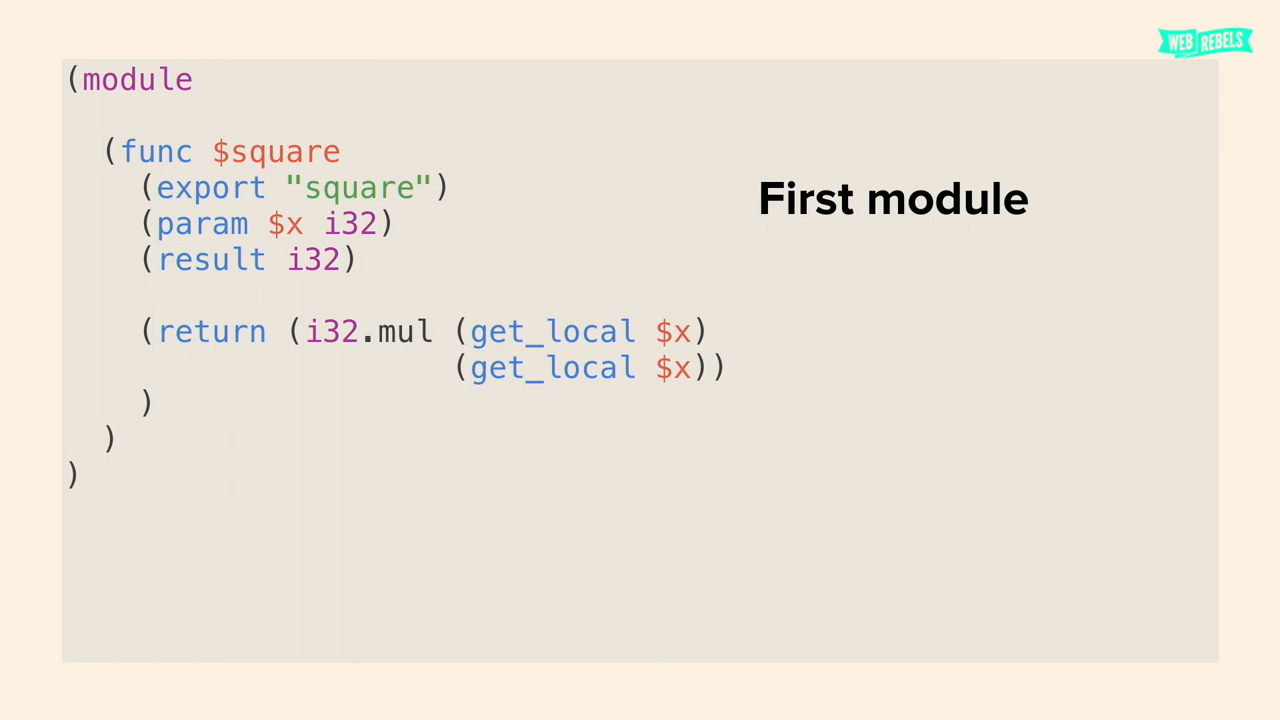 WEB REBELS
(module
(func $square
(export "square")
First module
(param $x i32)
(result i32)
(return (i32.mul (get_local $x)
(get_local $x))
)
)
)